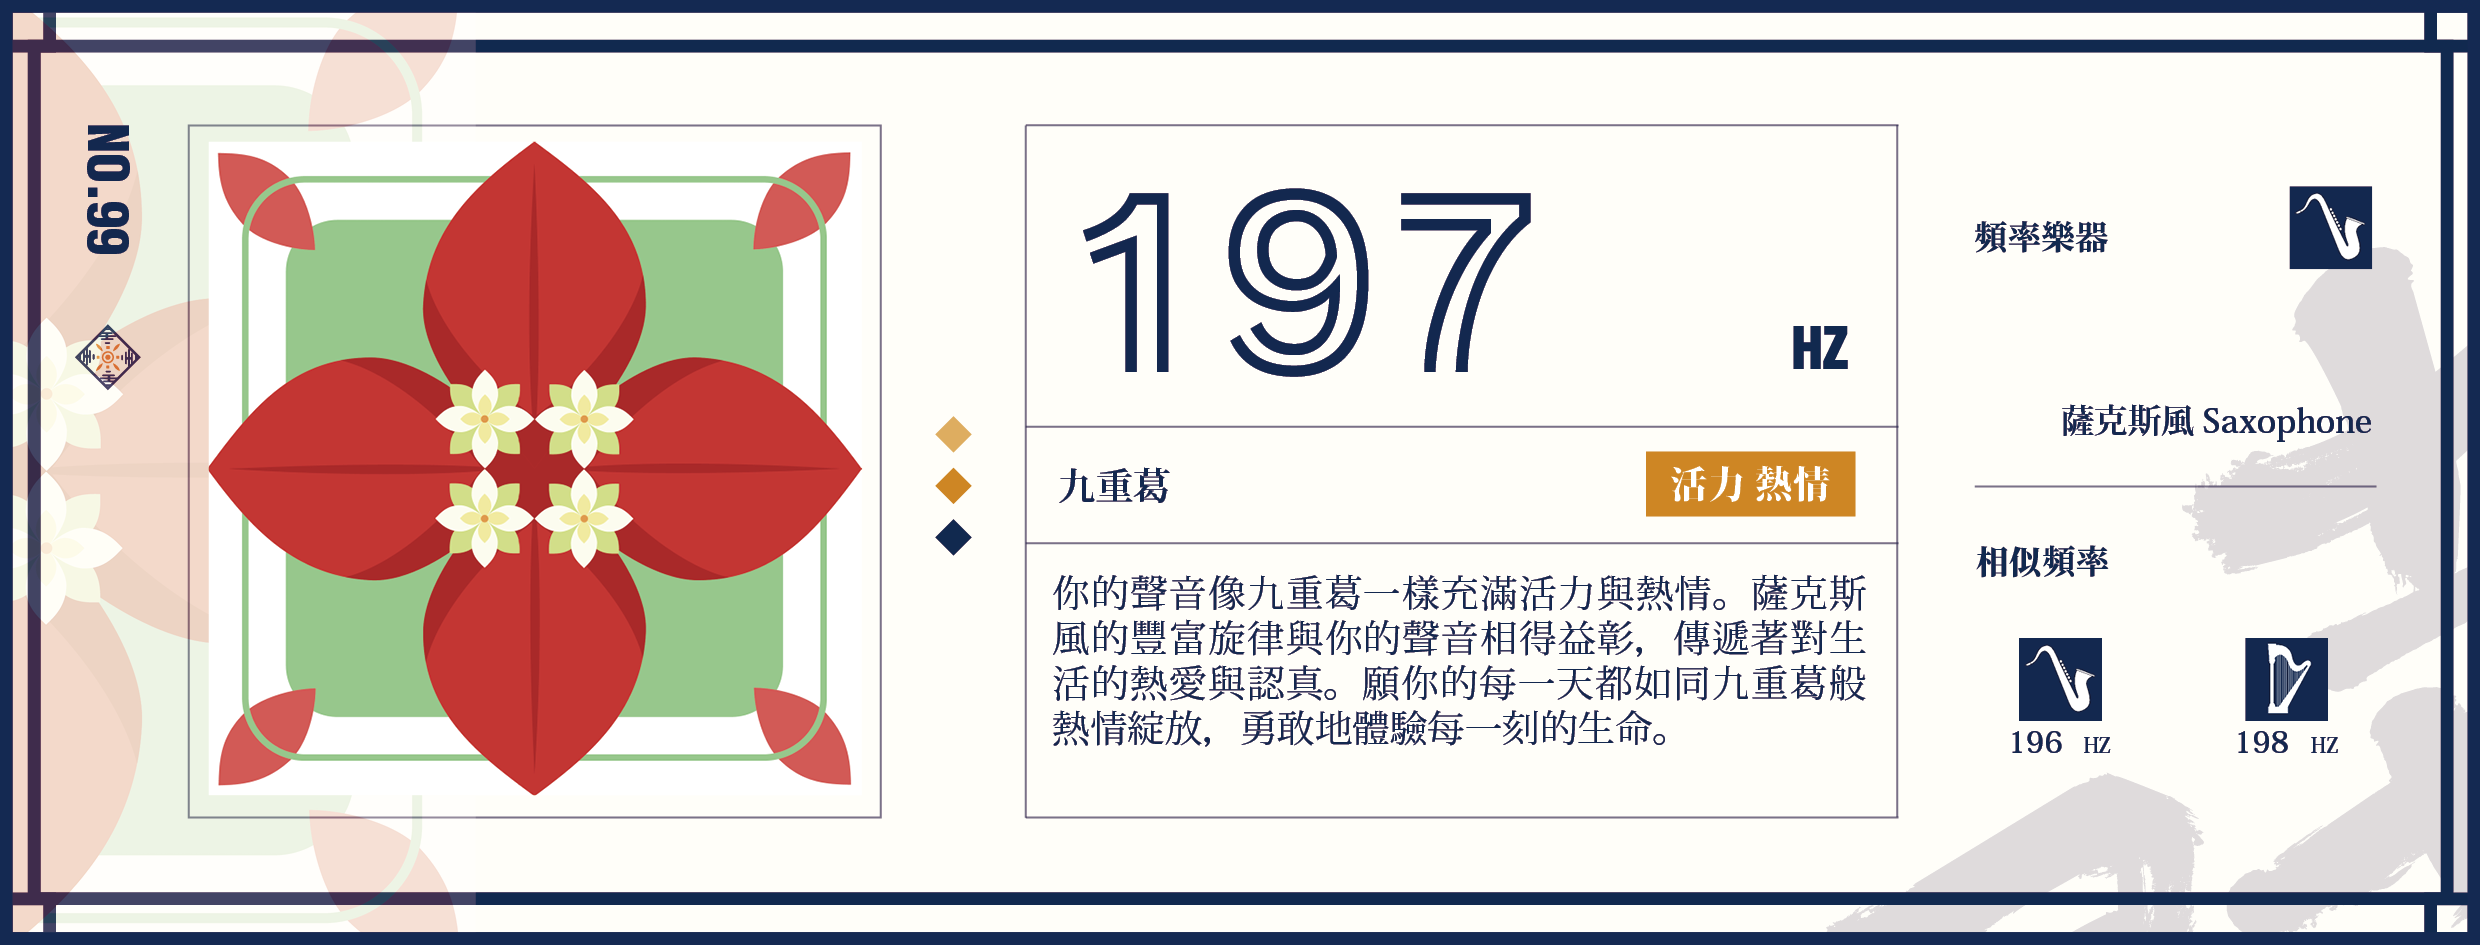 NO.99
197
HZ
九重葛
活力 熱情
你的聲音像九重葛一樣充滿活力與熱情。薩克斯
風的豐富旋律與你的聲音相得益彰，傳遞著對生
活的熱愛與認真。願你的每一天都如同九重葛般
熱情綻放，勇敢地體驗每一刻的生命。
頻率樂器
薩克斯風 Saxophone
相似頻率
196 HZ
198 HZ